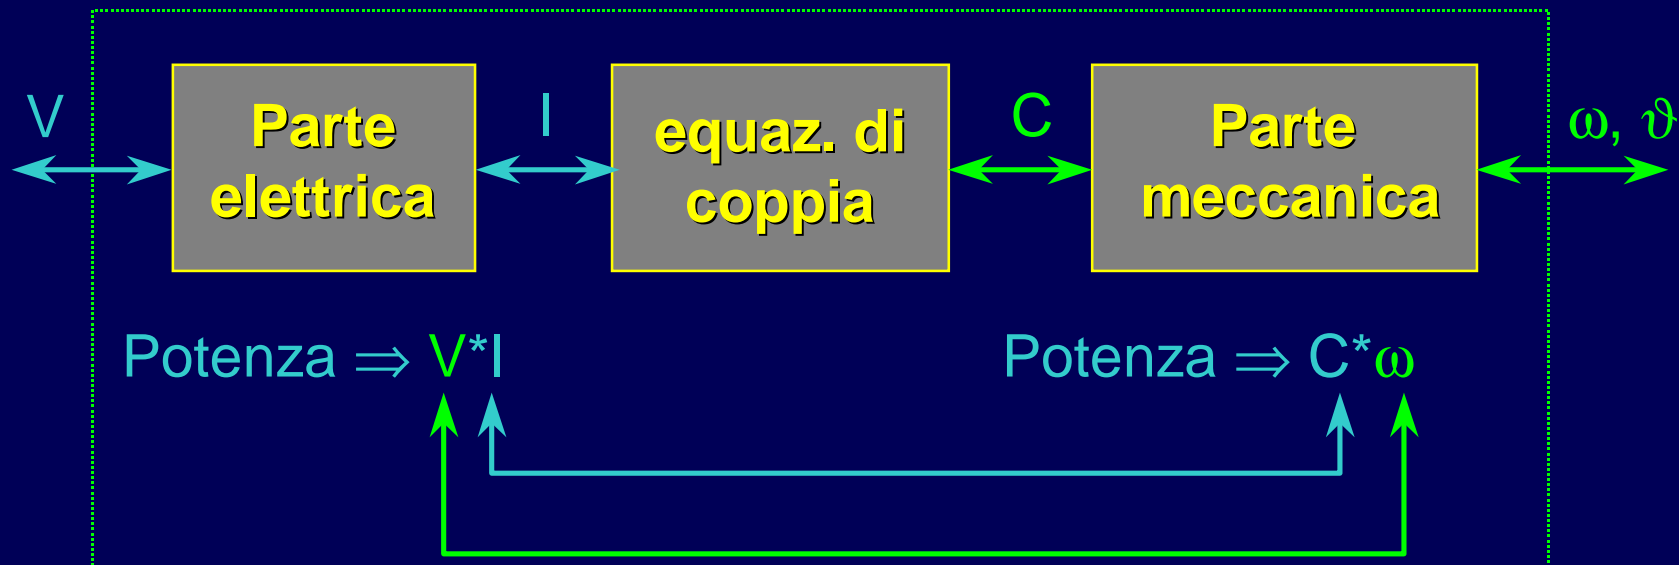 V
Parte
elettrica
I
equaz. di
coppia
C
Parte
meccanica
ω, ϑ
Potenza ⇒ V*I
Potenza ⇒ C*ω